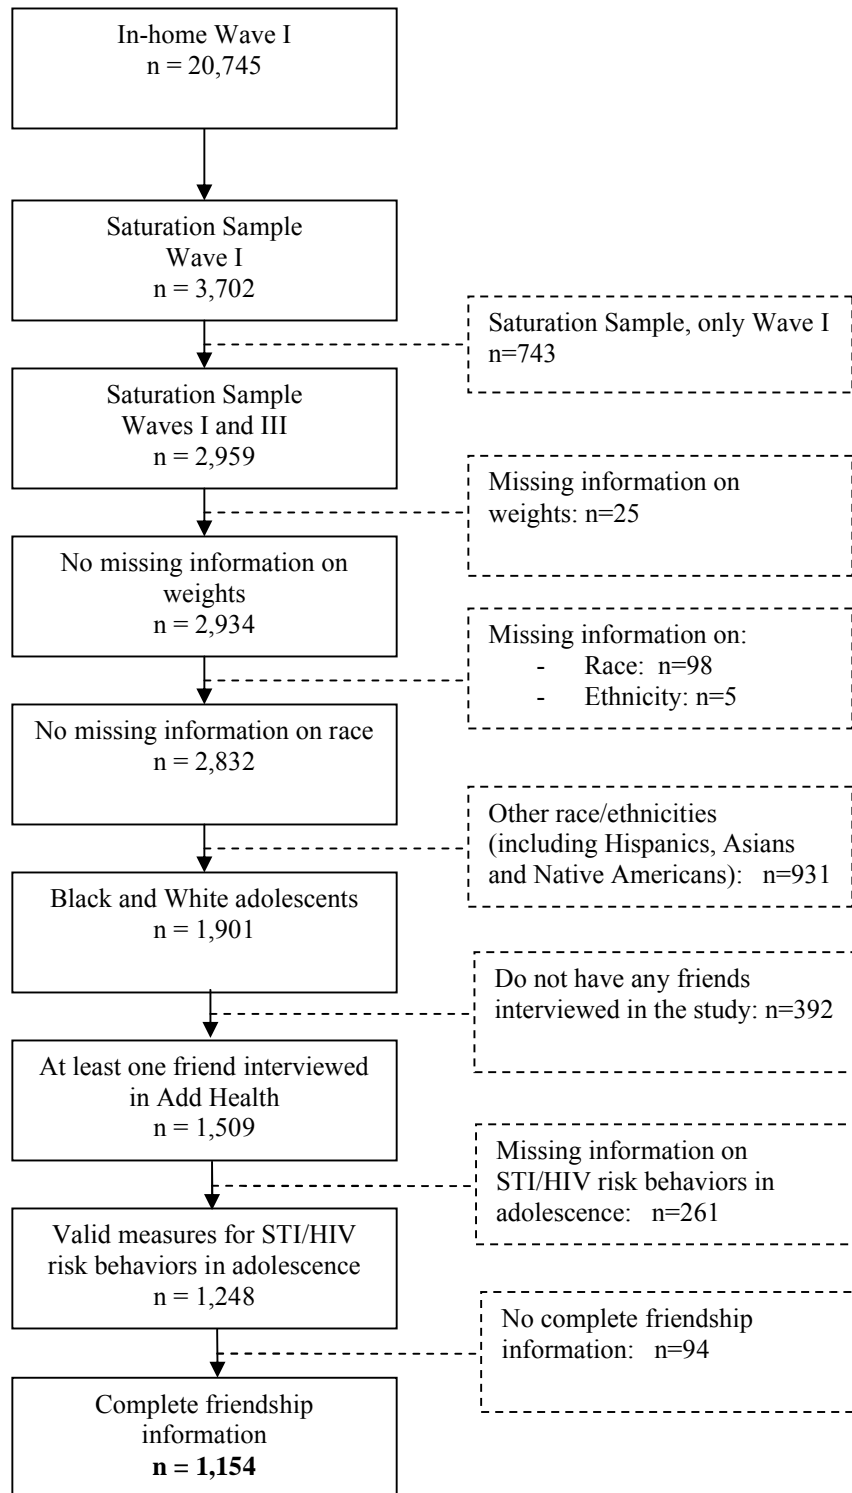 In-home Wave I
n = 20,745
Saturation Sample
Wave I
n = 3,702
Saturation Sample, only Wave I
n=743
Saturation Sample
Waves I and III
n = 2,959
Missing information on
weights: n=25
No missing information on
weights
n = 2,934
Missing information on:
- Race: n=98
- Ethnicity: n=5
No missing information on race
n = 2,832
Other race/ethnicities
(including Hispanics, Asians
and Native Americans): n=931
Black and White adolescents
n = 1,901
Do not have any friends
interviewed in the study: n=392
At least one friend interviewed
in Add Health
n = 1,509
Missing information on
STI/HIV risk behaviors in
adolescence: n=261
Valid measures for STI/HIV
risk behaviors in adolescence
n = 1,248
No complete friendship
information: n=94
Complete friendship
information
n = 1,154